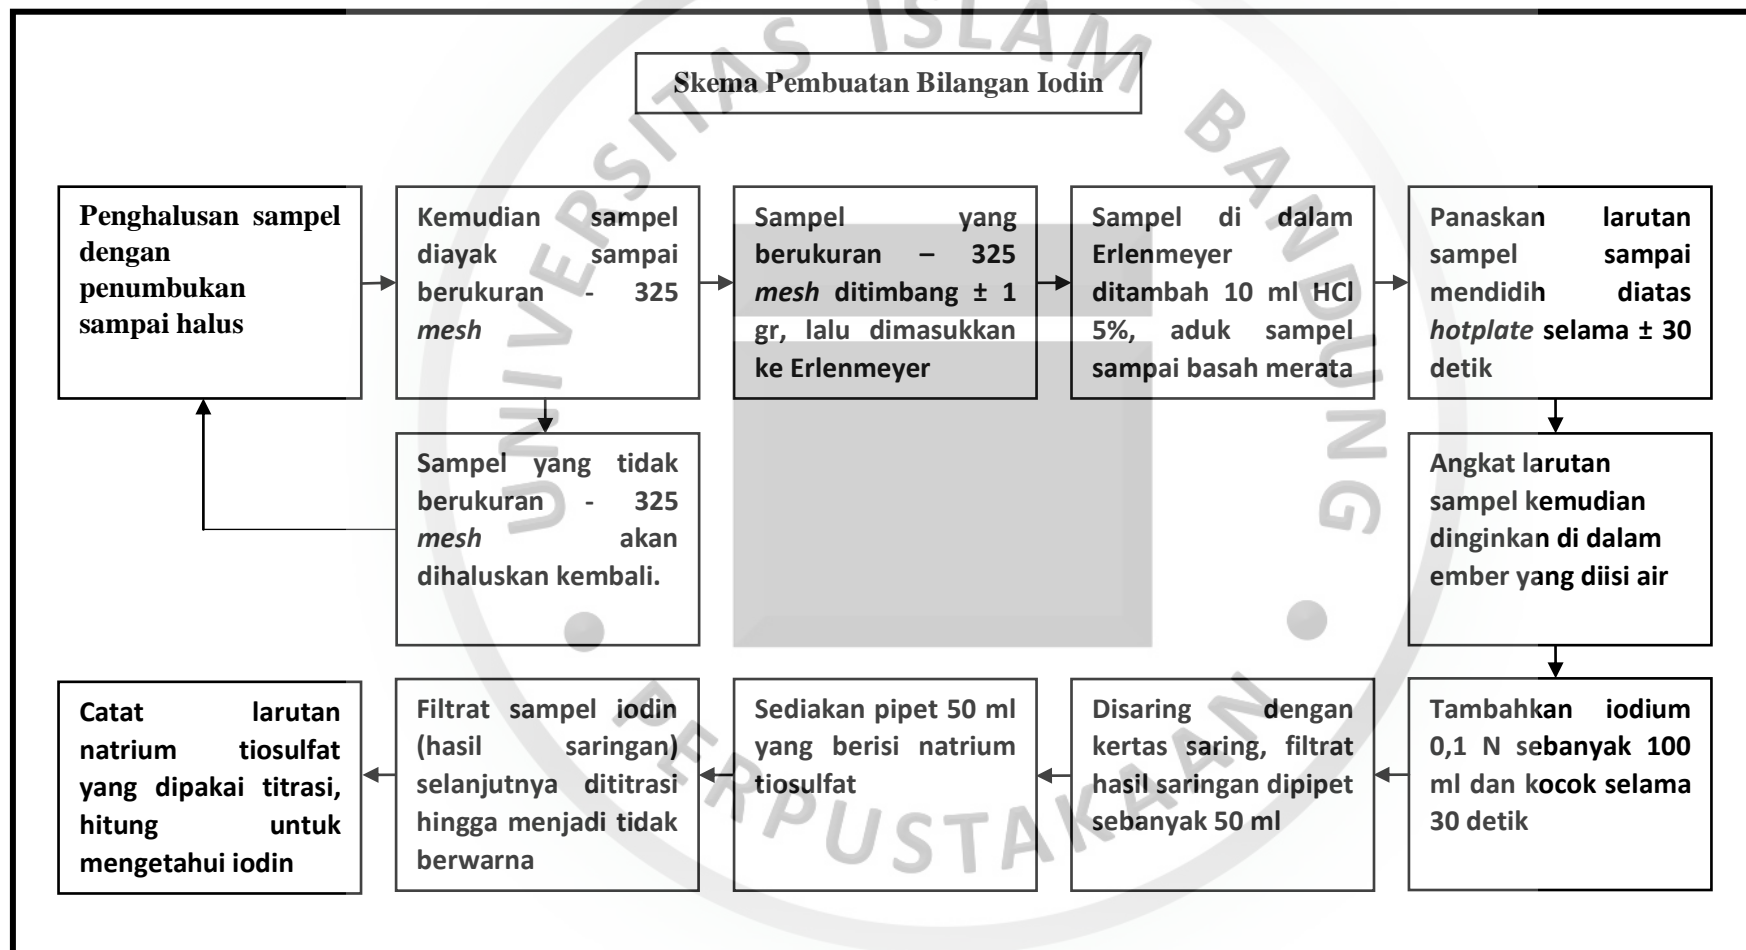 UNIVERSITAS ISLAM BANDUNG
PERPUSTAKAAN
Skema Pembuatan Bilangan Iodin
Penghalusan sampel
dengan
penumbukan
sampai halus
Kemudian sampel
diayak sampai
berukuran - 325
mesh
Sampel yang
berukuran – 325
mesh ditimbang ± 1
gr, lalu dimasukkan
ke Erlenmeyer
Sampel di dalam
Erlenmeyer
ditambah 10 ml HCl
5%, aduk sampel
sampai basah merata
Panaskan larutan
sampel sampai
mendidih diatas
hotplate selama ± 30
detik
Sampel yang tidak
berukuran - 325
mesh akan
dihaluskan kembali.
Angkat larutan
sampel kemudian
dinginkan di dalam
ember yang diisi air
Tambahkan iodium
0,1 N sebanyak 100
ml dan kocok selama
30 detik
Disaring dengan
kertas saring, filtrat
hasil saringan dipipet
sebanyak 50 ml
Sediakan pipet 50 ml
yang berisi natrium
tiosulfat
Filtrat sampel iodin
(hasil saringan)
selanjutnya dititrasi
hingga menjadi tidak
berwarna
Catat larutan
natrium tiosulfat
yang dipakai titrasi,
hitung untuk
mengetahui iodin